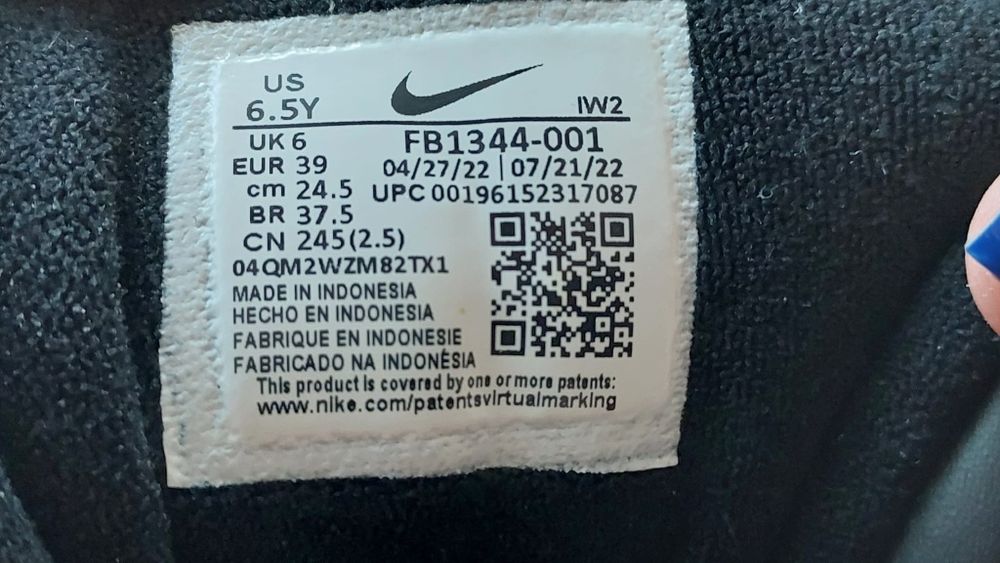 US
6.5Y
IW2
UK 6
FB1344-001
EUR 39
04/27/22 | 07/21/22
cm 24.5
UPC 00196152317087
BR 37.5
CN 245(2.5)
04QM2WZM82TX1
MADE IN INDONESIA
HECHO EN INDONESIA
FABRIQUE EN INDONESIE
FABRICADO NA INDONÉSIA
This product is covered by one or more patents:
www.nike.com/patentsvirtualmarking